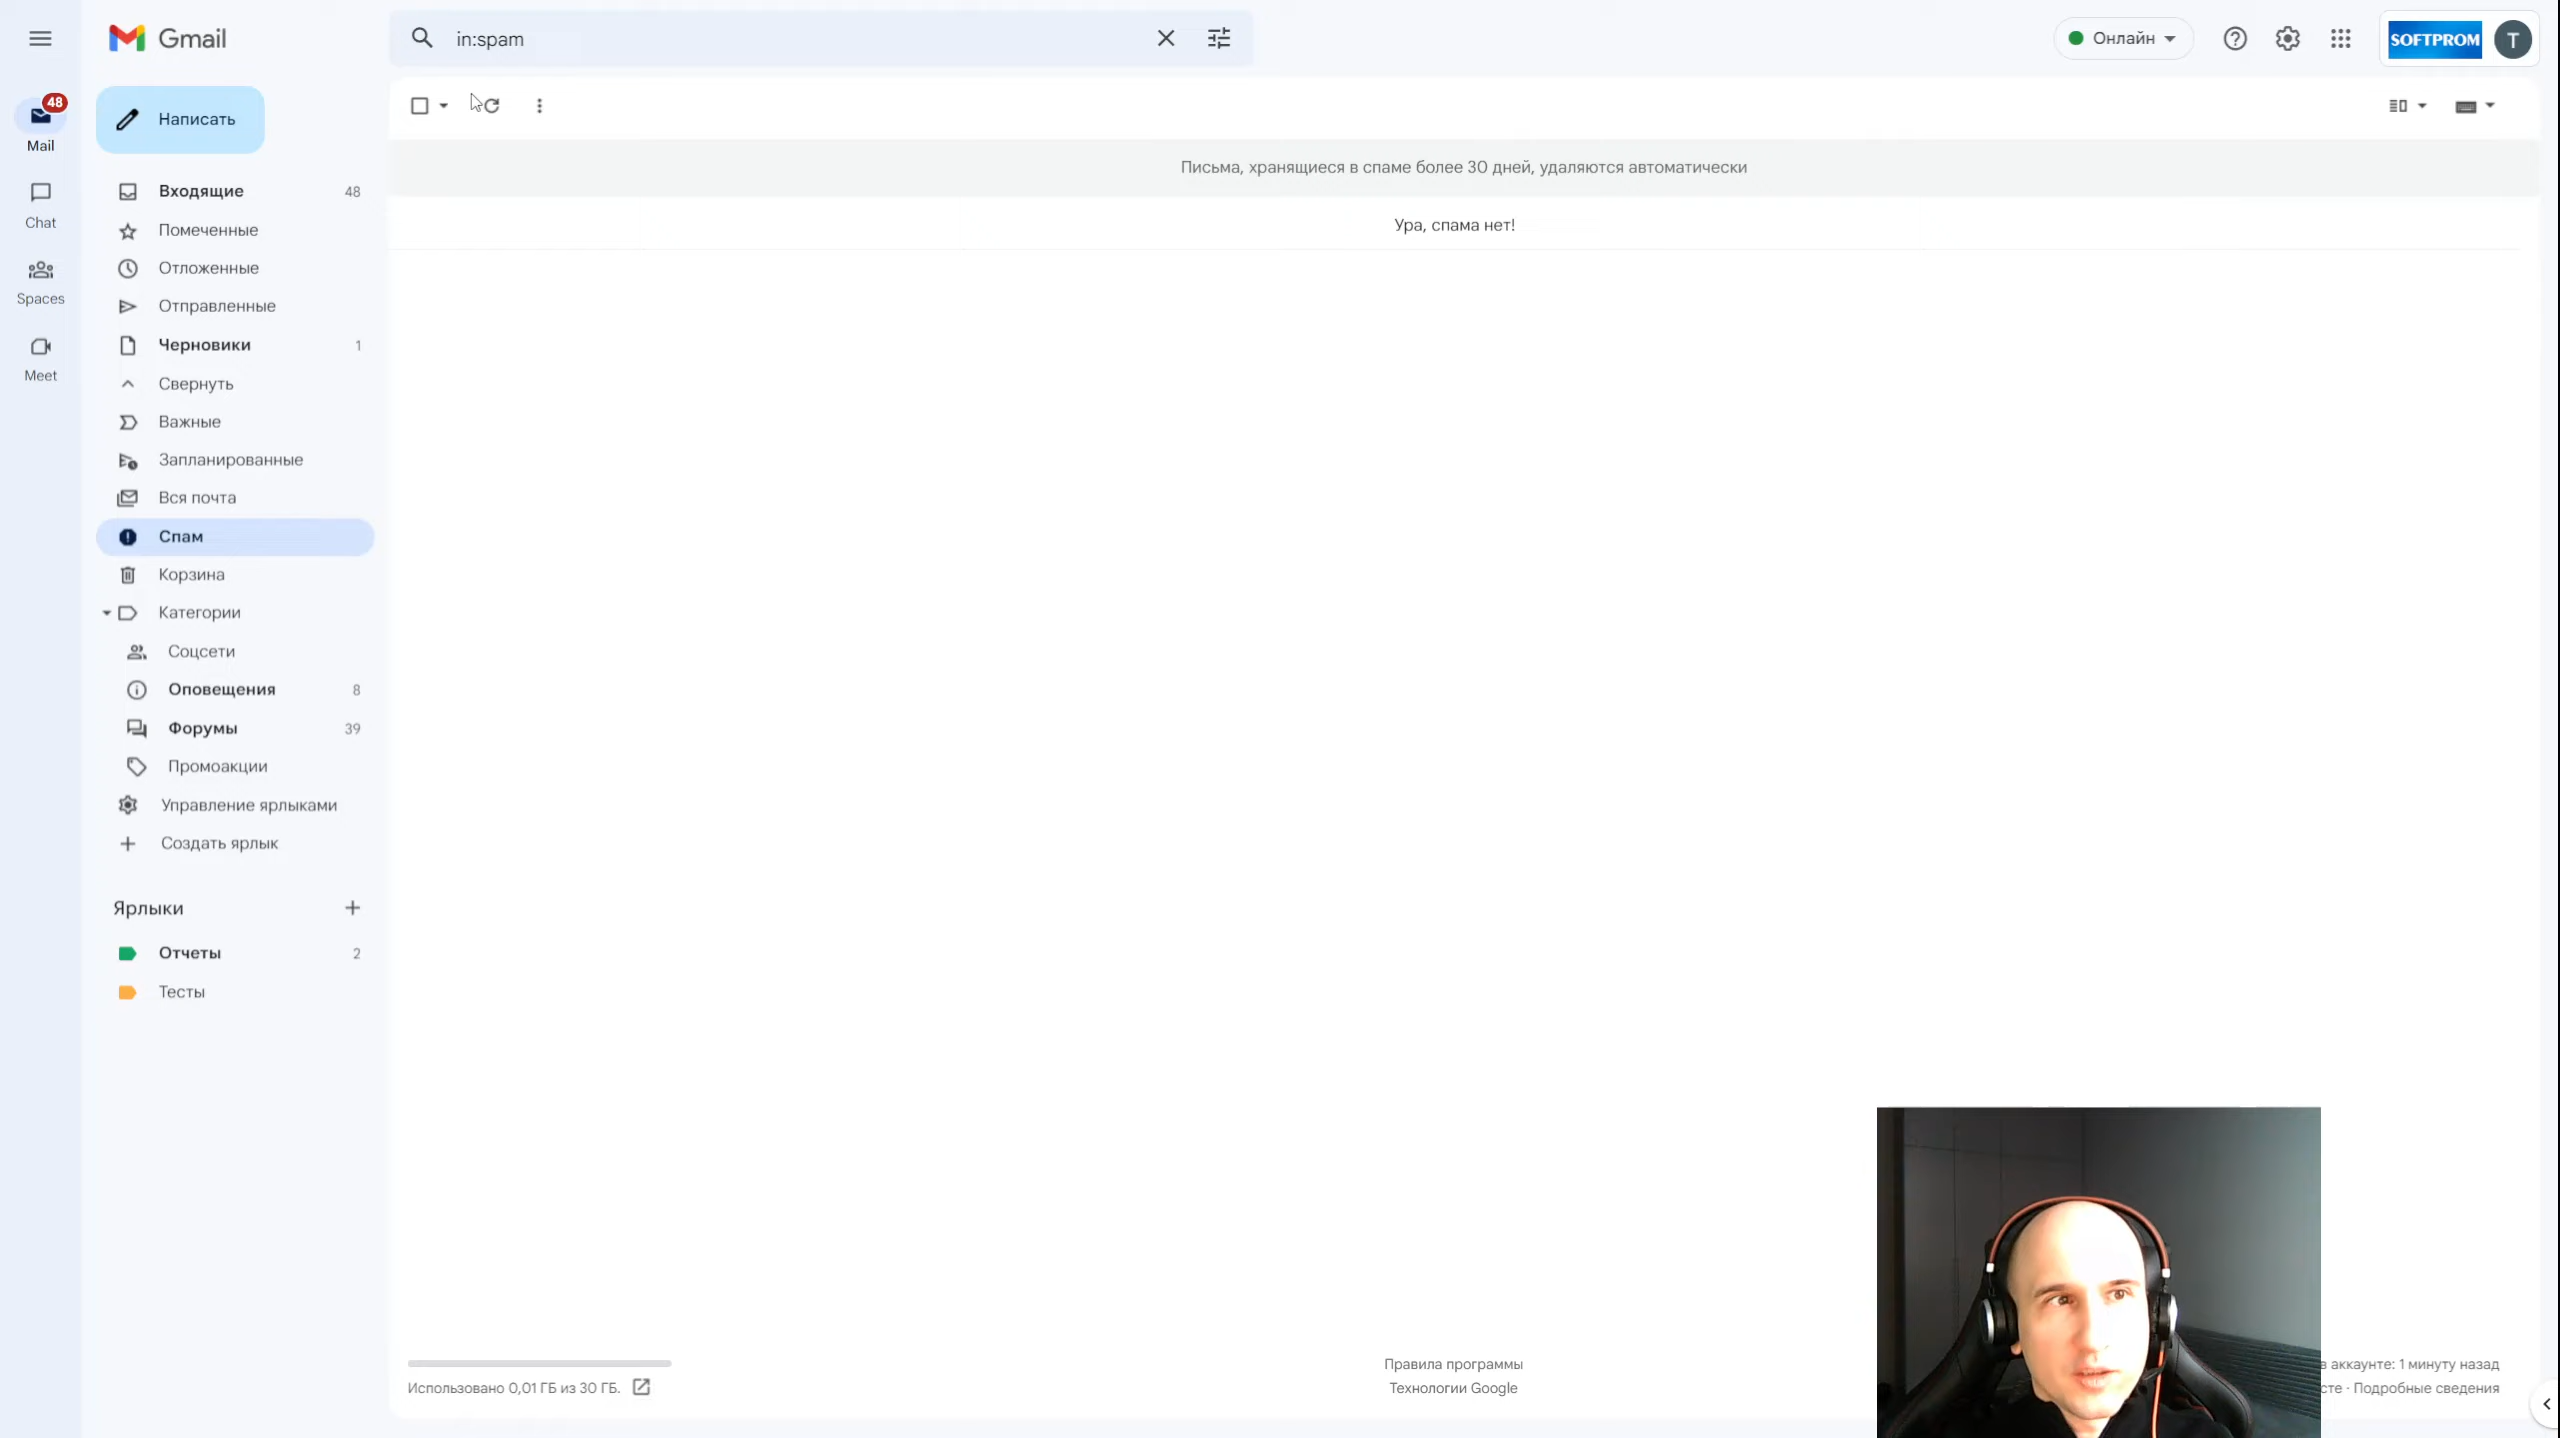 Gmail
in:spam
Онлайн
SOFTPROM
T
48
Mail
Chat
Spaces
Meet
Написать
Входящие 48
Помеченные
Отложенные
Отправленные
Черновики 1
Свернуть
Важные
Запланированные
Вся почта
Спам
Корзина
Категории
Соцсети
Оповещения 8
Форумы 39
Промоакции
Управление ярлыками
Создать ярлык
Ярлыки
Отчеты 2
Тесты
Письма, хранящиеся в спаме более 30 дней, удаляются автоматически
Ура, спама нет!
Использовано 0,01 ГБ из 30 ГБ.
Правила программы
Технологии Google
в аккаунте: 1 минуту назад
· Подробные сведения